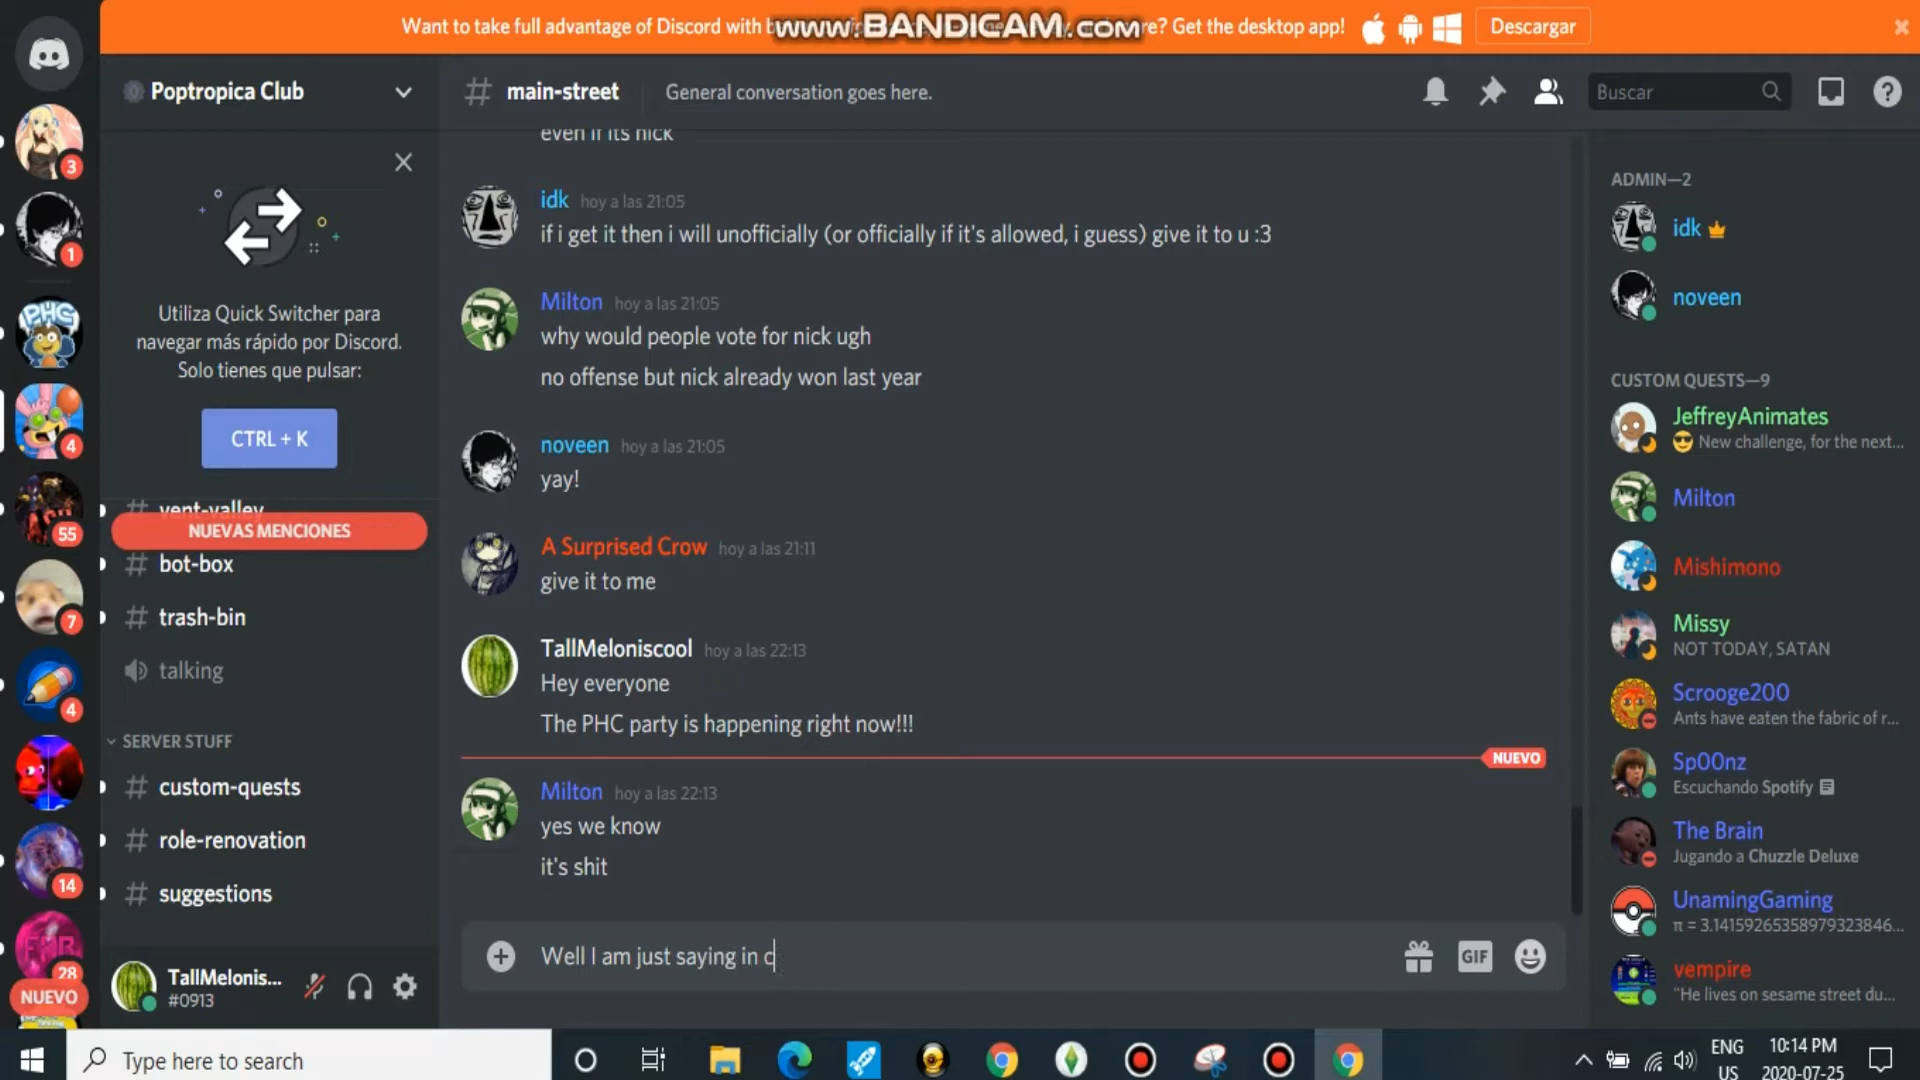 Want to take full advantage of Discord with b
www.BANDICAM.com
re? Get the desktop app!
Descargar
3
1
PHC
4
55
7
4
14
FNR
28
NUEVO
Poptropica Club
Utiliza Quick Switcher para
navegar más rápido por Discord.
Solo tienes que pulsar:
CTRL + K
vent-valley
NUEVAS MENCIONES
# bot-box
# trash-bin
talking
SERVER STUFF
# custom-quests
# role-renovation
# suggestions
TallMelonis...
#0913
# main-street General conversation goes here.
Buscar
even if its nick
idk hoy a las 21:05
if i get it then i will unofficially (or officially if it's allowed, i guess) give it to u :3
Milton hoy a las 21:05
why would people vote for nick ugh
no offense but nick already won last year
noveen hoy a las 21:05
yay!
A Surprised Crow hoy a las 21:11
give it to me
TallMeloniscool hoy a las 22:13
Hey everyone
The PHC party is happening right now!!!
NUEVO
Milton hoy a las 22:13
yes we know
it's shit
Well I am just saying in c
GIF
ADMIN—2
idk
noveen
CUSTOM QUESTS—9
JeffreyAnimates
New challenge, for the next...
Milton
Mishimono
Missy
NOT TODAY, SATAN
Scrooge200
Ants have eaten the fabric of r...
Sp00nz
Escuchando Spotify
The Brain
Jugando a Chuzzle Deluxe
UnamingGaming
π = 3.14159265358979323846...
vempire
"He lives on sesame street du...
Type here to search
ENG
US
10:14 PM
2020-07-25